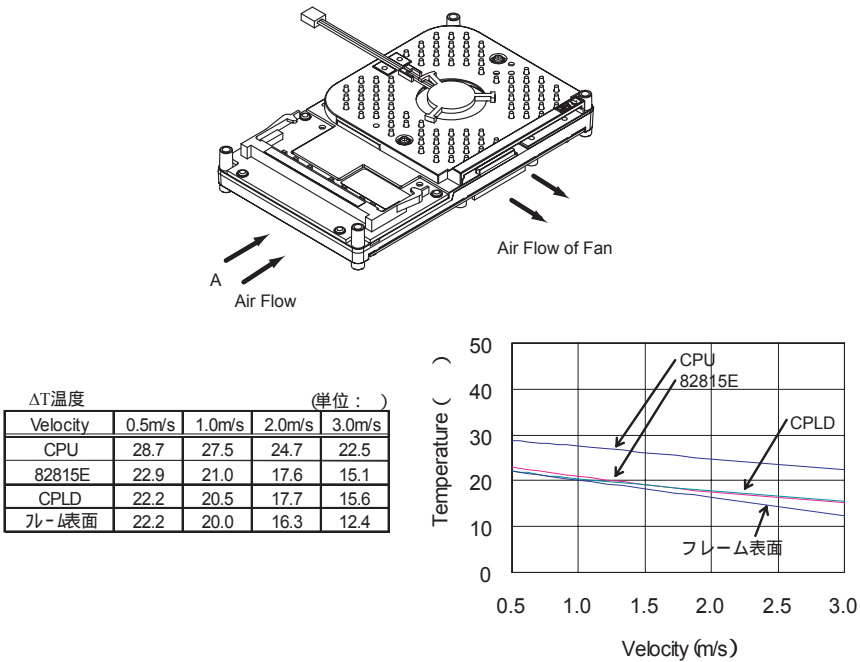 A
Air Flow
Air Flow of Fan
ΔT温度 (単位： )
Velocity 0.5m/s 1.0m/s 2.0m/s 3.0m/s
CPU 28.7 27.5 24.7 22.5
82815E 22.9 21.0 17.6 15.1
CPLD 22.2 20.5 17.7 15.6
フレーム表面 22.2 20.0 16.3 12.4
Temperature ( )
50
40
30
20
10
0
CPU
82815E
CPLD
フレーム表面
0.5 1.0 1.5 2.0 2.5 3.0
Velocity (m/s)